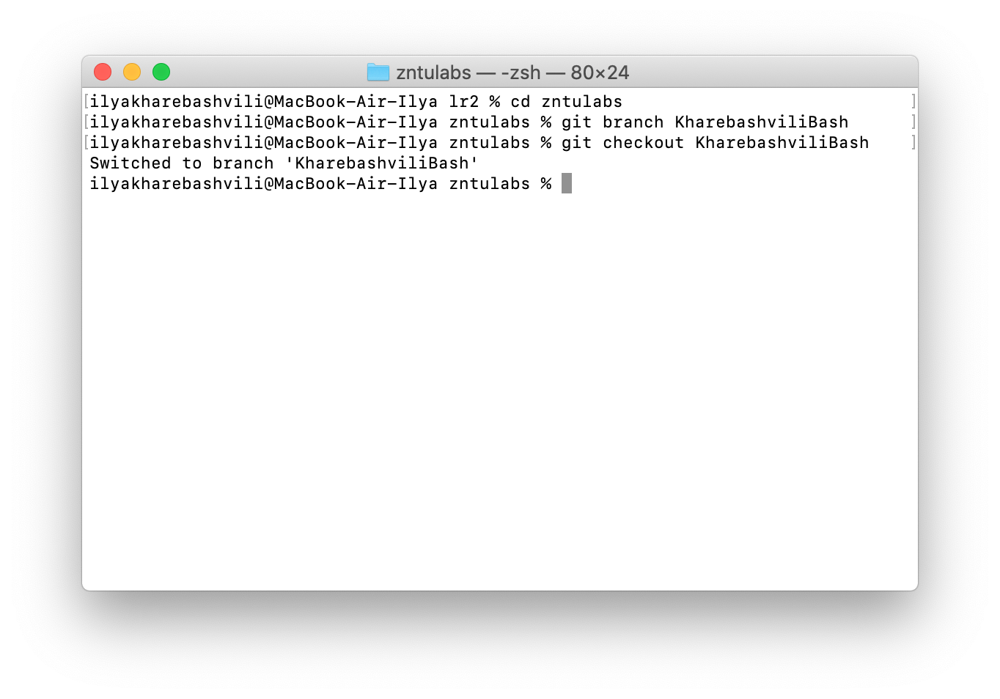 zntulabs — -zsh — 80×24
[ilyakharebashvili@MacBook-Air-Ilya lr2 % cd zntulabs ]
[ilyakharebashvili@MacBook-Air-Ilya zntulabs % git branch KharebashviliBash ]
[ilyakharebashvili@MacBook-Air-Ilya zntulabs % git checkout KharebashviliBash ]
Switched to branch 'KharebashviliBash'
ilyakharebashvili@MacBook-Air-Ilya zntulabs %